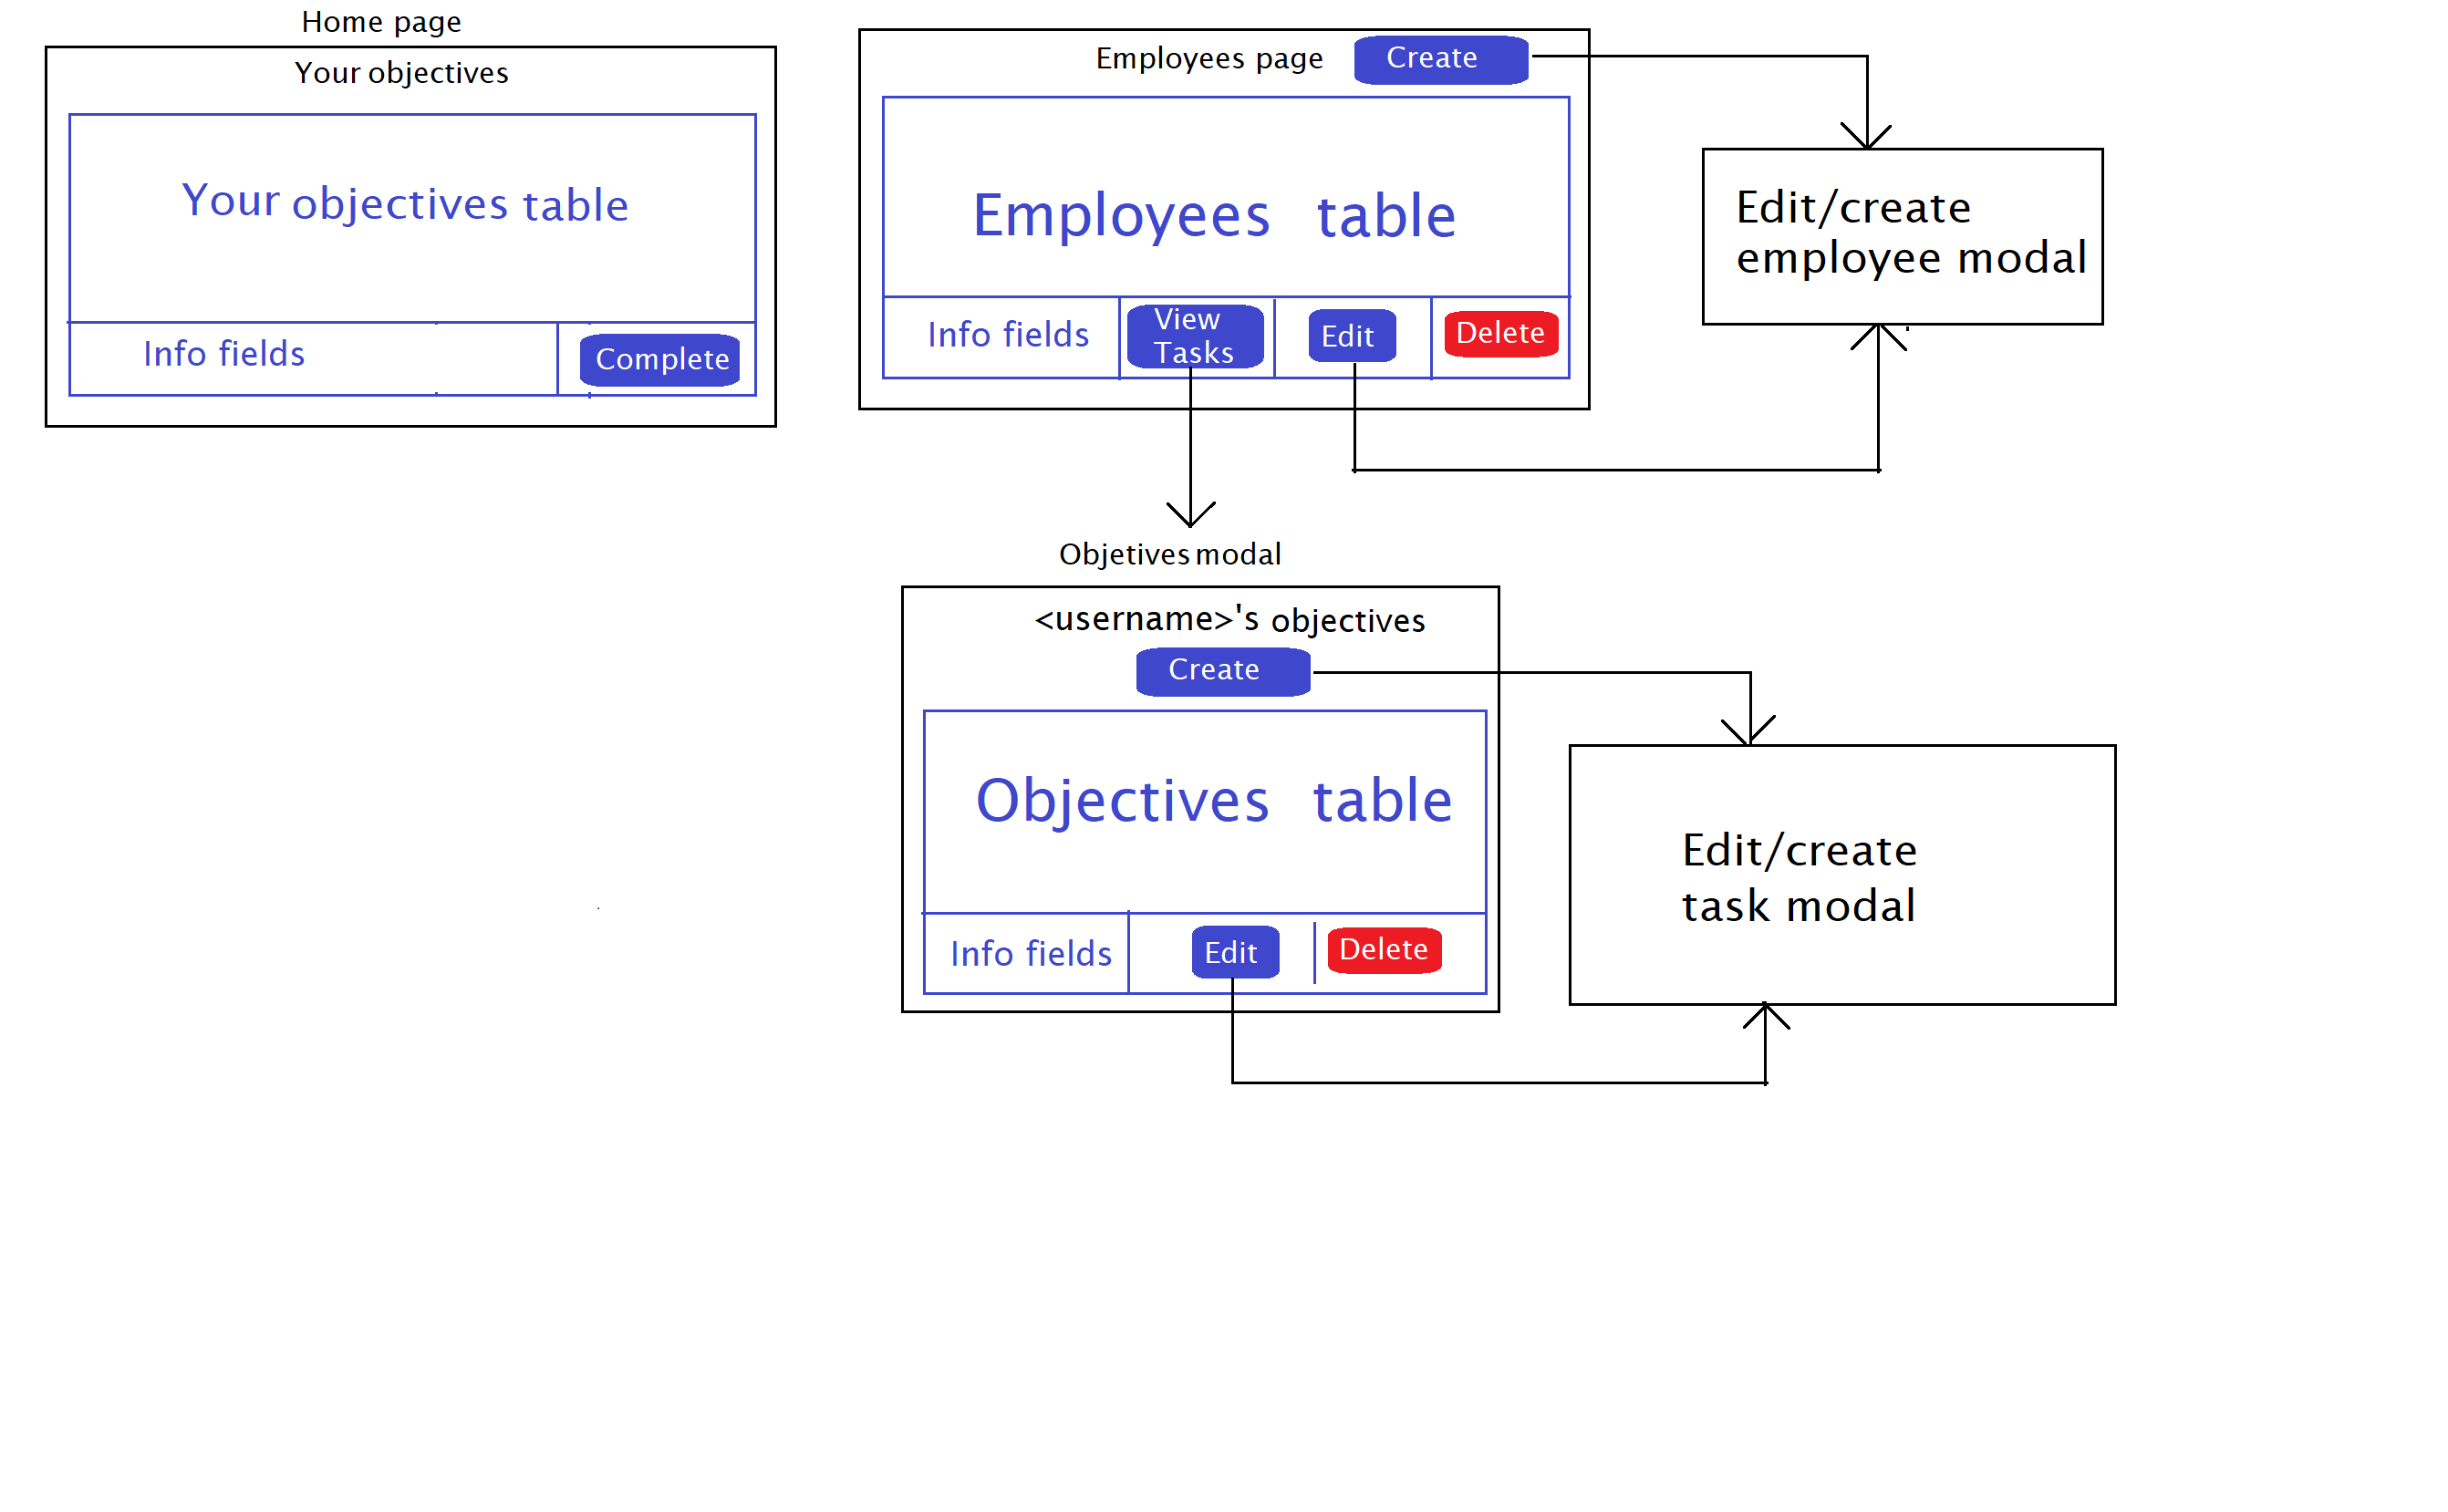 Home page
Your objectives
Your objectives table
Info fields
Complete
Employees page
Create
Employees table
Info fields
View
Tasks
Edit
Delete
Edit/create
employee modal
Objetives modal
<username>'s objectives
Create
Objectives table
Info fields
Edit
Delete
Edit/create
task modal